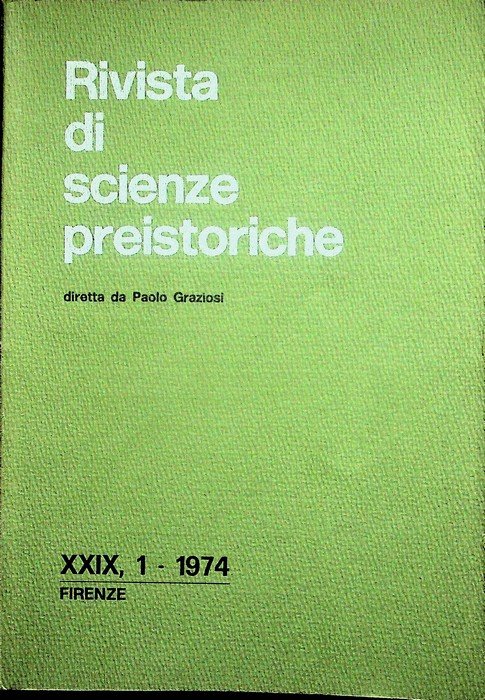 Rivista
di
scienze
preistoriche
diretta da Paolo Graziosi
XXIX, 1 - 1974
FIRENZE